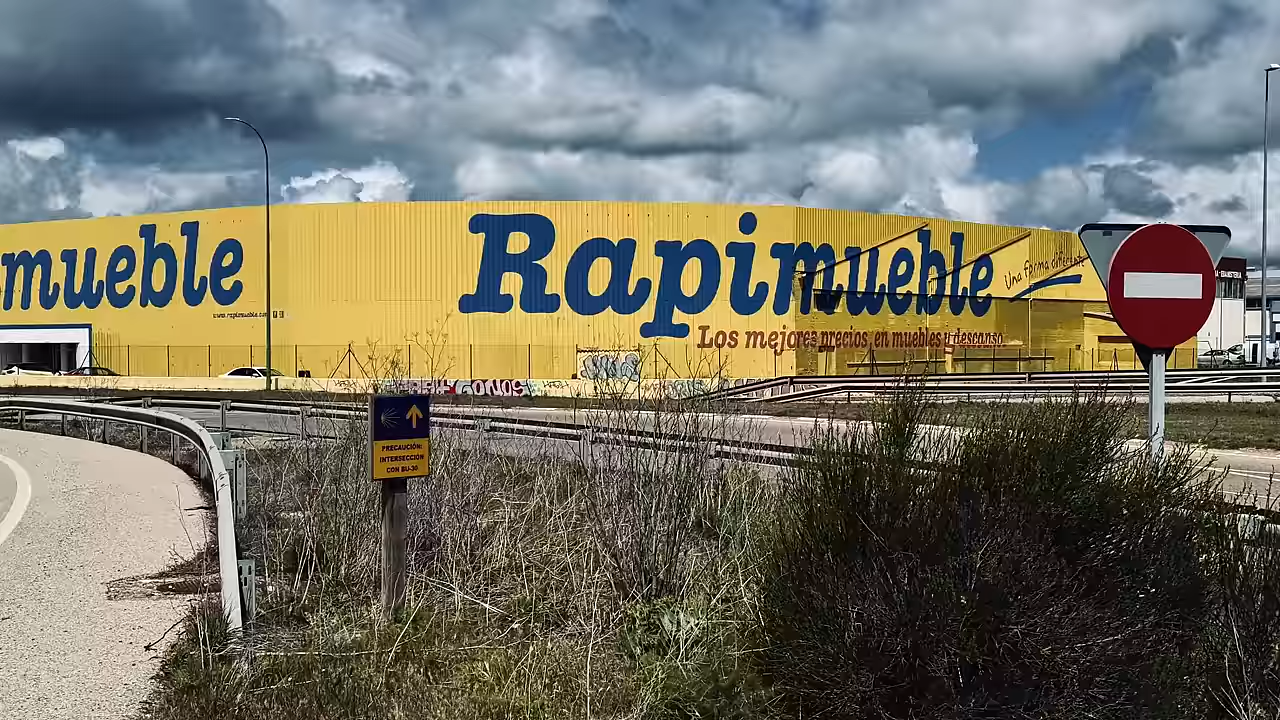 mueble
www.rapimueble.com
Rapimueble
Una forma diferente
Los mejores precios, en muebles y descanso
PRECAUCIÓN:
INTERSECCIÓN
CON BU-30